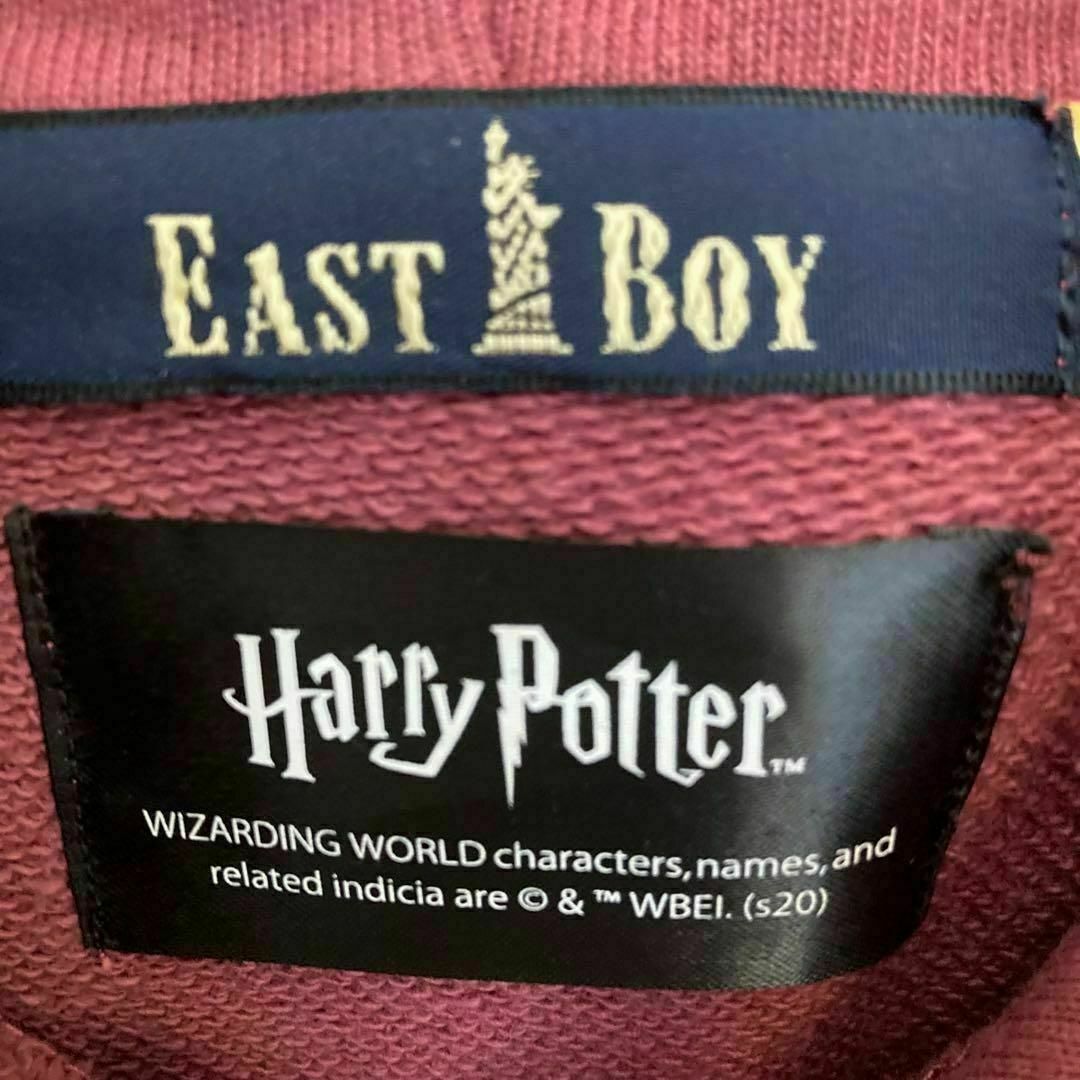 EAST BOY
Harry Potter™
WIZARDING WORLD characters, names, and
related indicia are © & ™ WBEI. (s20)